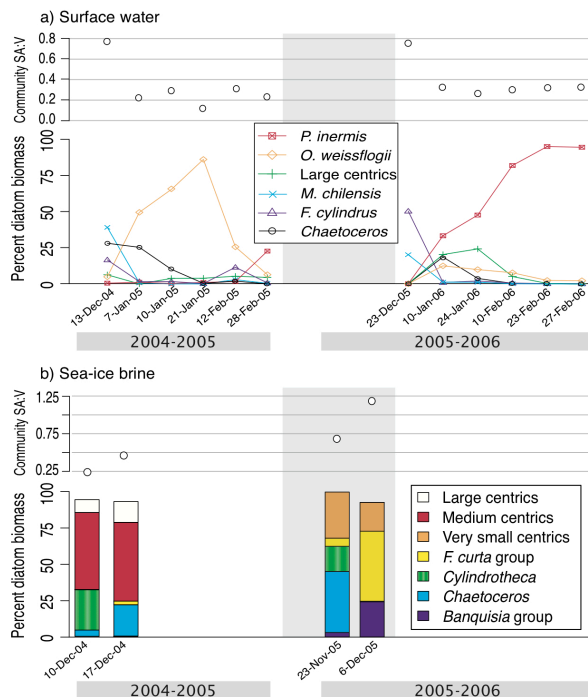 a) Surface water
Community SA:V
0.8
0.6
0.4
0.2
0.0
Percent diatom biomass
100
75
50
25
0
P. inermis
O. weissflogii
Large centrics
M. chilensis
F. cylindrus
Chaetoceros
13-Dec-04
7-Jan-05
10-Jan-05
21-Jan-05
12-Feb-05
28-Feb-05
23-Dec-05
10-Jan-06
24-Jan-06
10-Feb-06
23-Feb-06
27-Feb-06
2004-2005
2005-2006
b) Sea-ice brine
Community SA:V
1.25
0.75
0.25
Percent diatom biomass
100
75
50
25
0
Large centrics
Medium centrics
Very small centrics
F. curta group
Cylindrotheca
Chaetoceros
Banquisia group
10-Dec-04
17-Dec-04
23-Nov-05
6-Dec-05
2004-2005
2005-2006